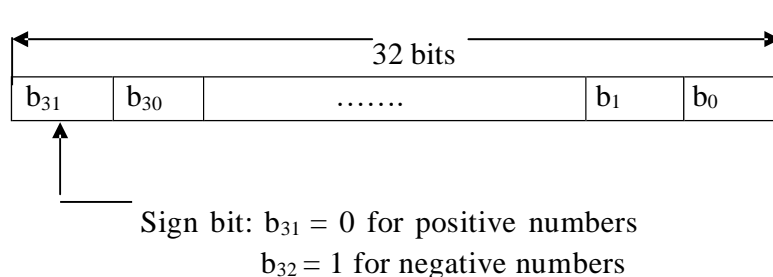 32 bits
b31 b30 ……. b1 b0
Sign bit: b31 = 0 for positive numbers
b32 = 1 for negative numbers